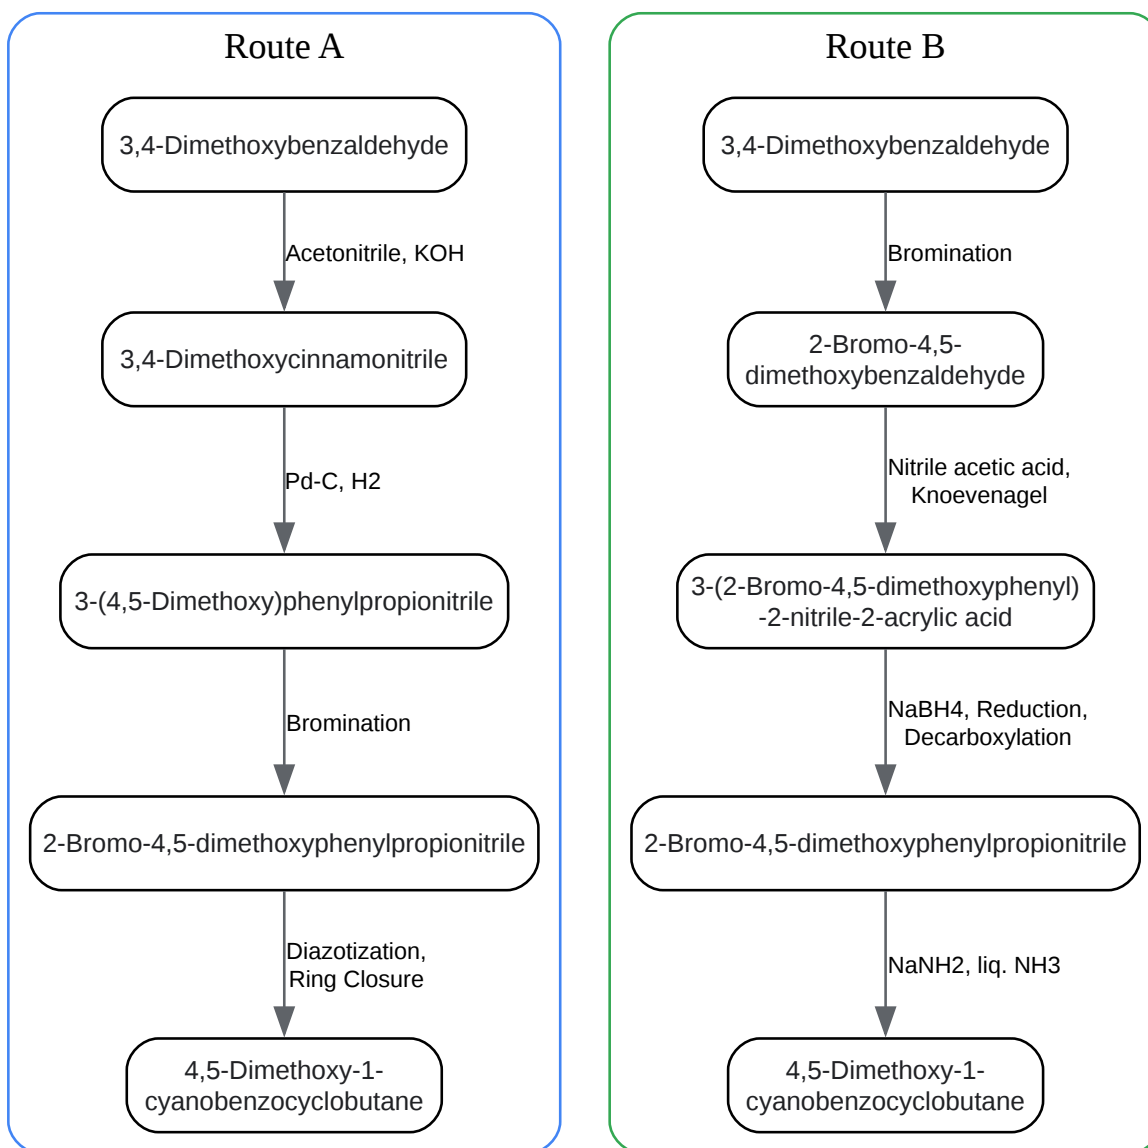 Route A
3,4-Dimethoxybenzaldehyde
Acetonitrile, KOH
3,4-Dimethoxycinnamonitrile
Pd-C, H2
3-(4,5-Dimethoxy)phenylpropionitrile
Bromination
2-Bromo-4,5-dimethoxyphenylpropionitrile
Diazotization,
Ring Closure
4,5-Dimethoxy-1-
cyanobenzocyclobutane
Route B
3,4-Dimethoxybenzaldehyde
Bromination
2-Bromo-4,5-
dimethoxybenzaldehyde
Nitrile acetic acid,
Knoevenagel
3-(2-Bromo-4,5-dimethoxyphenyl)
-2-nitrile-2-acrylic acid
NaBH4, Reduction,
Decarboxylation
2-Bromo-4,5-dimethoxyphenylpropionitrile
NaNH2, liq. NH3
4,5-Dimethoxy-1-
cyanobenzocyclobutane